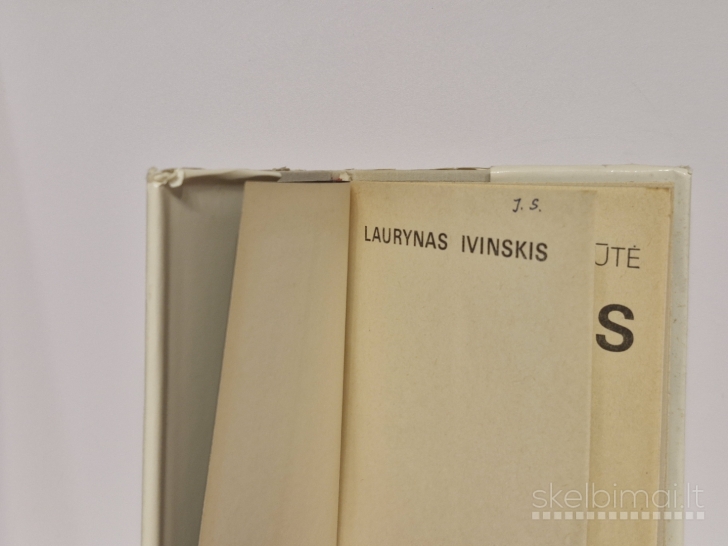 J. S.
LAURYNAS IVINSKIS
ŪTĖ
S
skelbimai.lt